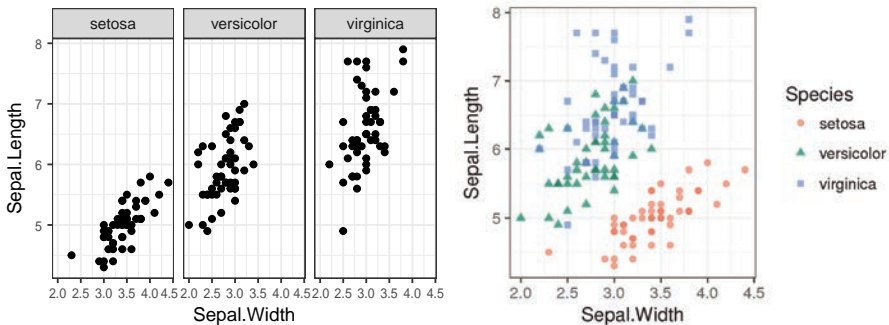 setosa versicolor virginica
8
7
6
5
Sepal.Length
2.0 2.5 3.0 3.5 4.0 4.5 2.0 2.5 3.0 3.5 4.0 4.5 2.0 2.5 3.0 3.5 4.0 4.5
Sepal.Width
8
7
6
5
Sepal.Length
2.0 2.5 3.0 3.5 4.0 4.5
Sepal.Width
Species
setosa
versicolor
virginica